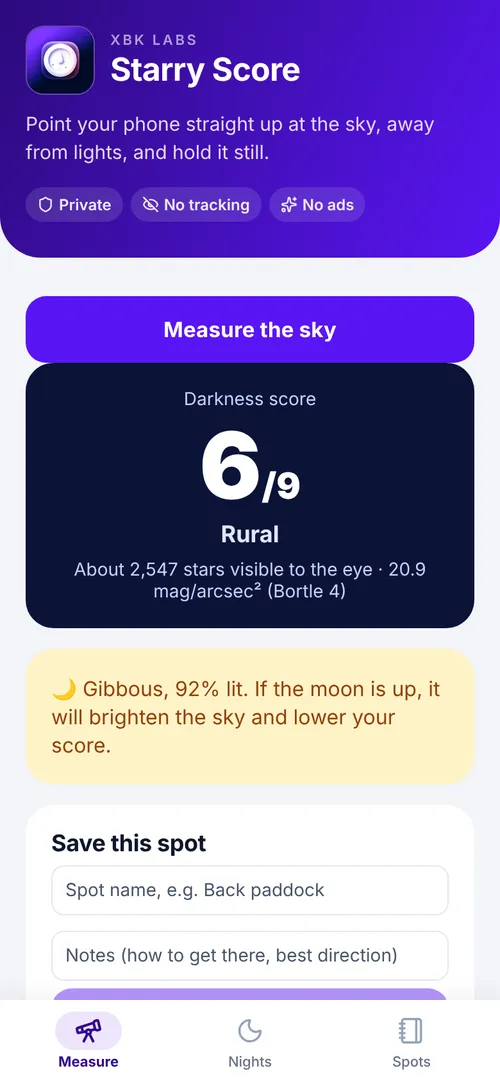 XBK LABS
Starry Score
Point your phone straight up at the sky, away
from lights, and hold it still.
Private
No tracking
No ads
Measure the sky
Darkness score
6/9
Rural
About 2,547 stars visible to the eye · 20.9
mag/arcsec² (Bortle 4)
🌙 Gibbous, 92% lit. If the moon is up, it
will brighten the sky and lower your
score.
Save this spot
Spot name, e.g. Back paddock
Notes (how to get there, best direction)
Measure
Nights
Spots